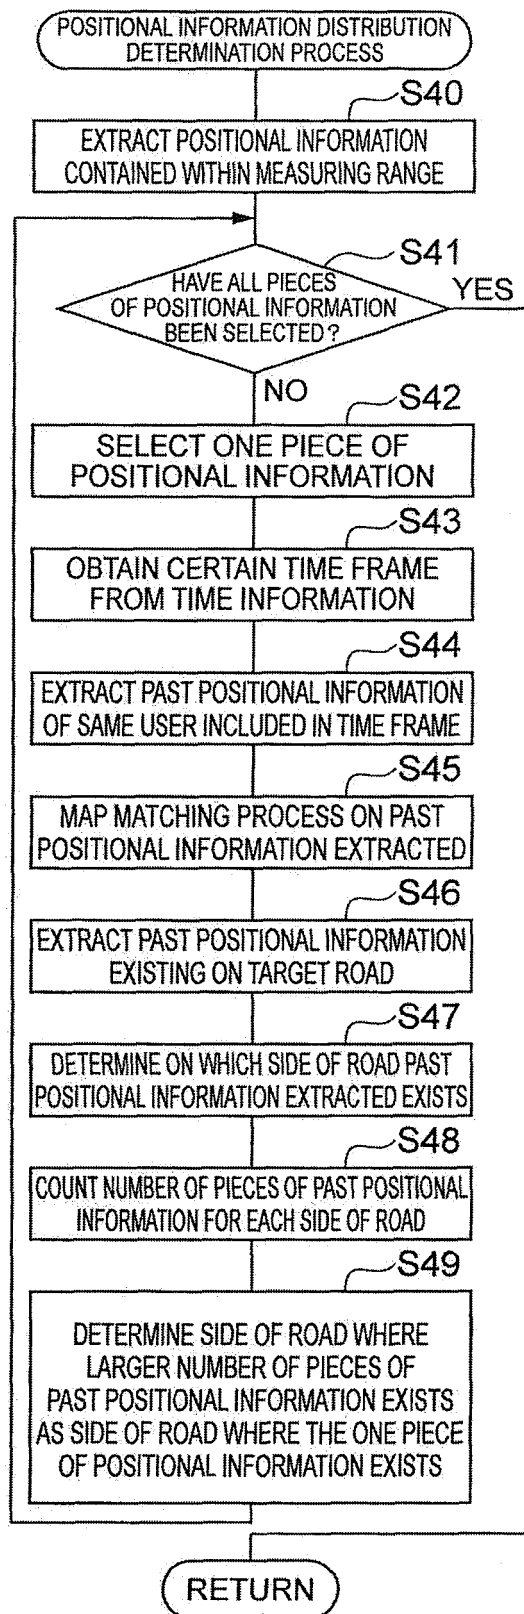 POSITIONAL INFORMATION DISTRIBUTION
DETERMINATION PROCESS
S40
EXTRACT POSITIONAL INFORMATION
CONTAINED WITHIN MEASURING RANGE
S41
HAVE ALL PIECES
OF POSITIONAL INFORMATION
BEEN SELECTED?
YES
NO
S42
SELECT ONE PIECE OF
POSITIONAL INFORMATION
S43
OBTAIN CERTAIN TIME FRAME
FROM TIME INFORMATION
S44
EXTRACT PAST POSITIONAL INFORMATION
OF SAME USER INCLUDED IN TIME FRAME
S45
MAP MATCHING PROCESS ON PAST
POSITIONAL INFORMATION EXTRACTED
S46
EXTRACT PAST POSITIONAL INFORMATION
EXISTING ON TARGET ROAD
S47
DETERMINE ON WHICH SIDE OF ROAD PAST
POSITIONAL INFORMATION EXTRACTED EXISTS
S48
COUNT NUMBER OF PIECES OF PAST POSITIONAL
INFORMATION FOR EACH SIDE OF ROAD
S49
DETERMINE SIDE OF ROAD WHERE
LARGER NUMBER OF PIECES OF
PAST POSITIONAL INFORMATION EXISTS
AS SIDE OF ROAD WHERE THE ONE PIECE
OF POSITIONAL INFORMATION EXISTS
RETURN